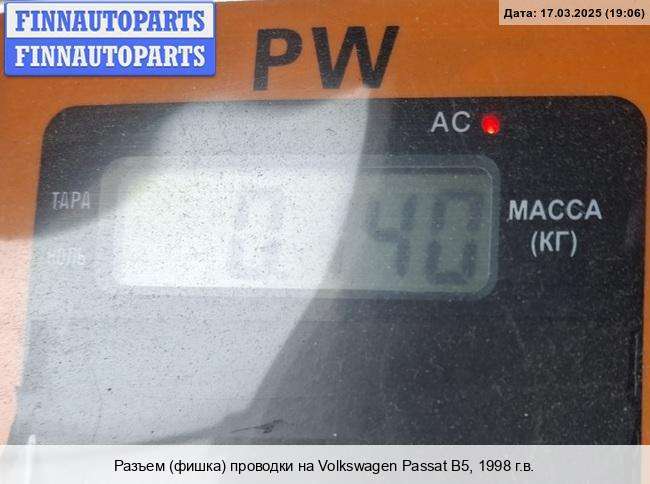 FINNAUTOPARTS
FINNAUTOPARTS
Дата: 17.03.2025 (19:06)
PW
AC
ТАРА
МАССА
(КГ)
0 40
НОЛЬ
Разъем (фишка) проводки на Volkswagen Passat B5, 1998 г.в.